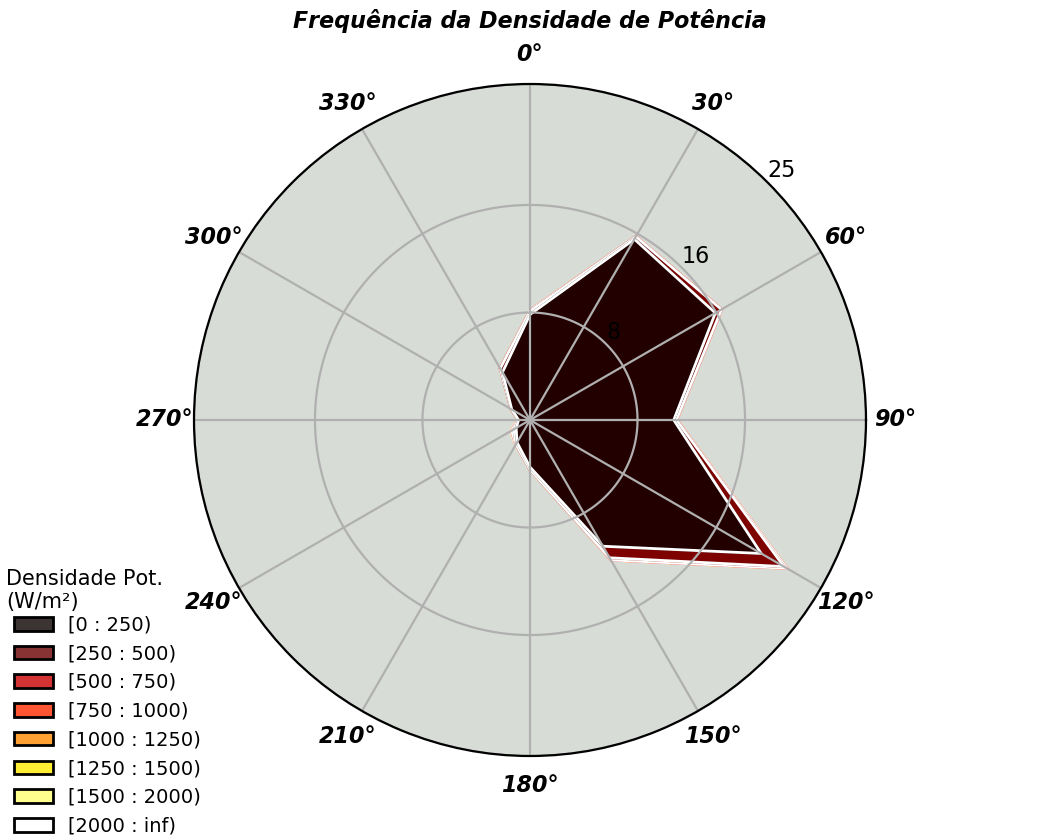 Frequência da Densidade de Potência
0°
330°
30°
25
300°
60°
16
8
270°
90°
240°
120°
210°
150°
180°
Densidade Pot.
(W/m²)
[0 : 250)
[250 : 500)
[500 : 750)
[750 : 1000)
[1000 : 1250)
[1250 : 1500)
[1500 : 2000)
[2000 : inf)